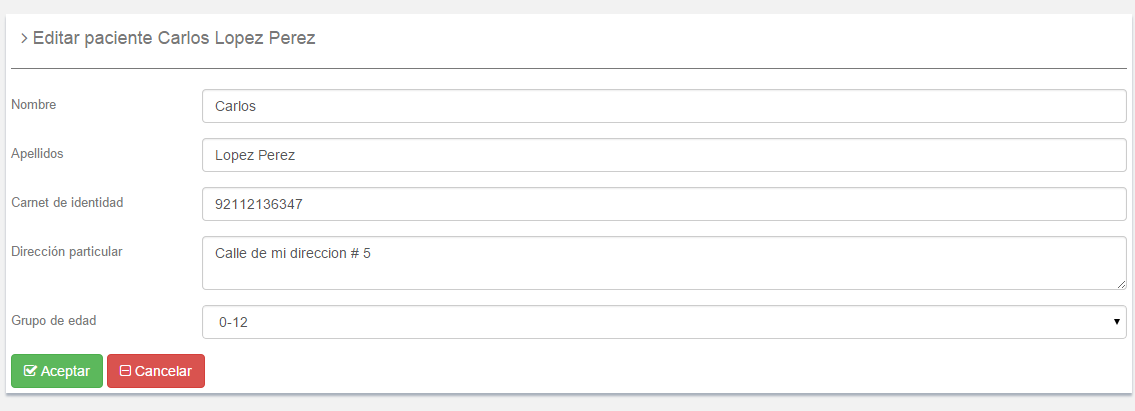 > Editar paciente Carlos Lopez Perez
Nombre Carlos
Apellidos Lopez Perez
Carnet de identidad 92112136347
Dirección particular Calle de mi direccion # 5
Grupo de edad 0-12
Aceptar Cancelar